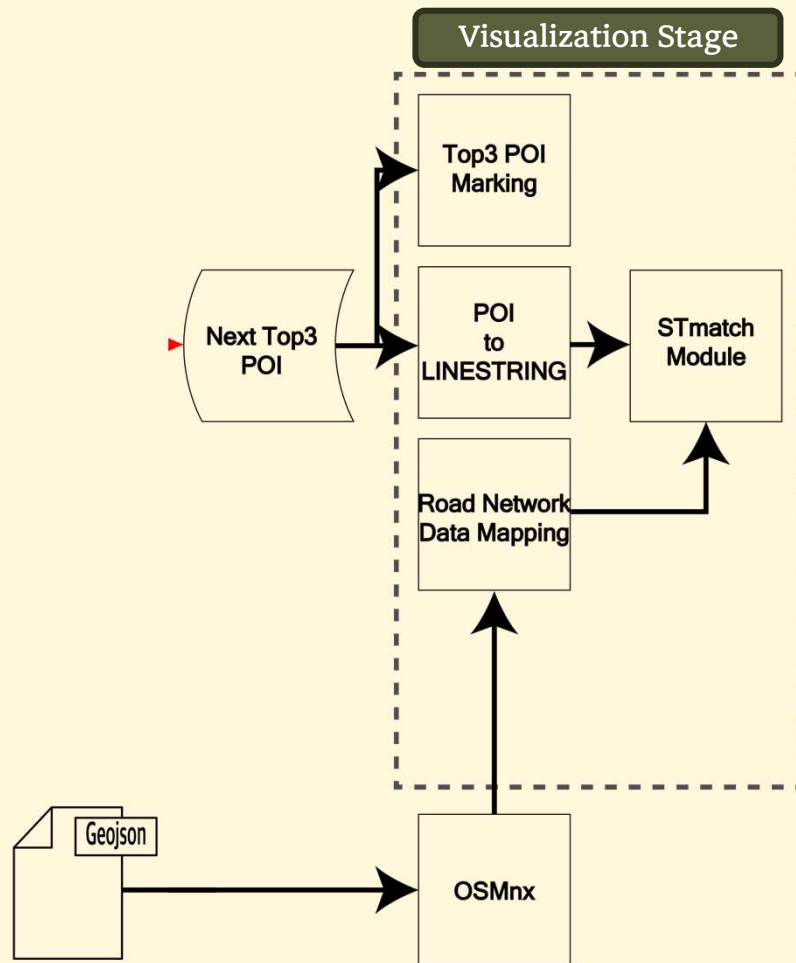 Visualization Stage
Top3 POI
Marking
Next Top3
POI
POI
to
LINESTRING
STmatch
Module
Road Network
Data Mapping
Geojson
OSMnx